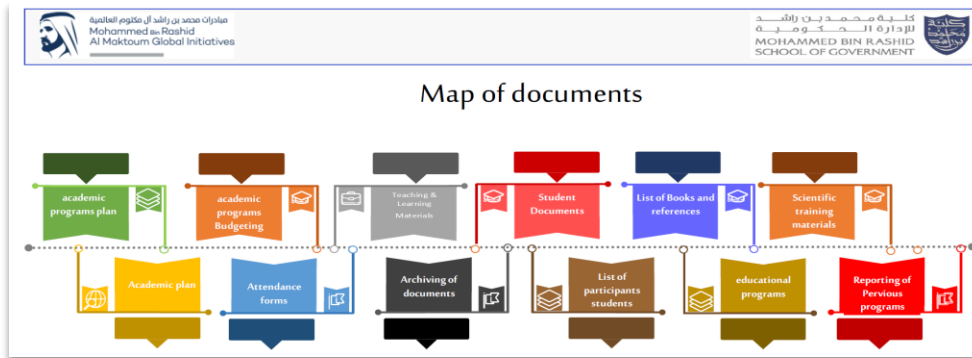 مبادرات محمد بن راشد آل مكتوم العالمية
Mohammed Bin Rashid
Al Maktoum Global Initiatives
كلية محمد بن راشد
للإدارة الحكومية
MOHAMMED BIN RASHID
SCHOOL OF GOVERNMENT
Map of documents
academic
programs plan
academic
programs
Budgeting
Teaching &
Learning
Materials
Student
Documents
List of Books and
references
Scientific
training
materials
Academic plan
Attendance
forms
Archiving of
documents
List of
participants
students
educational
programs
Reporting of
Pervious
programs